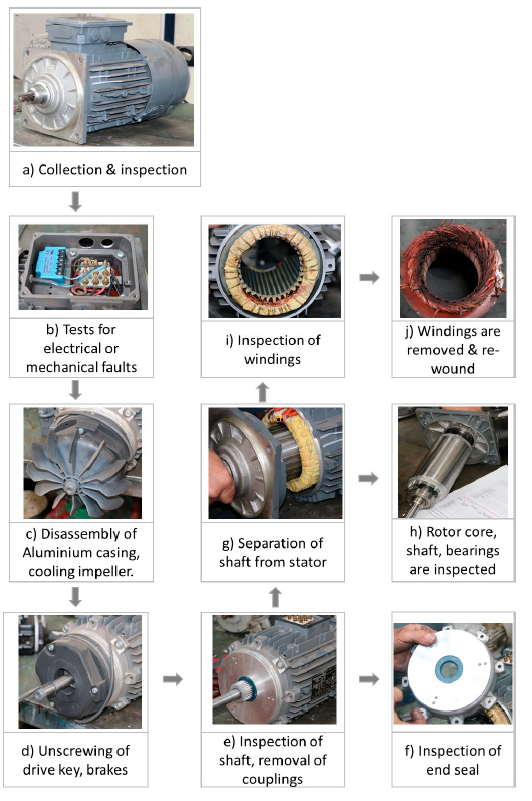 a) Collection & inspection
b) Tests for
electrical or
mechanical faults
i) Inspection of
windings
j) Windings are
removed & re-
wound
c) Disassembly of
Aluminium casing,
cooling impeller.
g) Separation of
shaft from stator
h) Rotor core,
shaft, bearings
are inspected
d) Unscrewing of
drive key, brakes
e) Inspection of
shaft, removal of
couplings
f) Inspection of
end seal